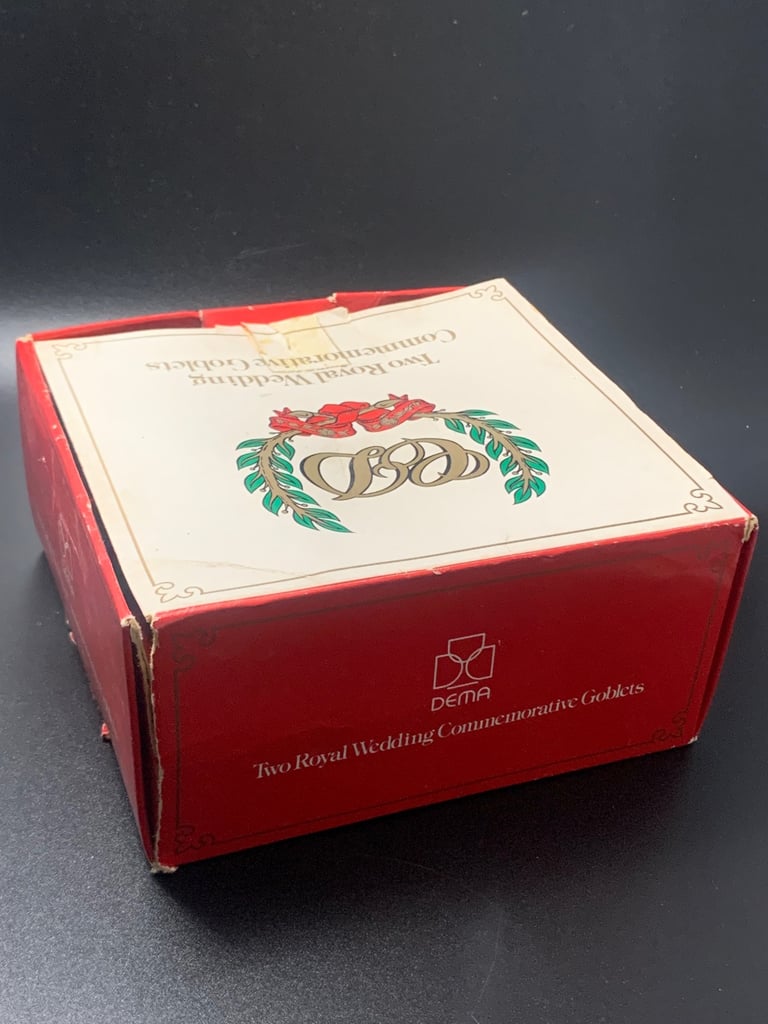 Two Royal Wedding
Commemorative Goblets
C&D
DEMA
Two Royal Wedding Commemorative Goblets